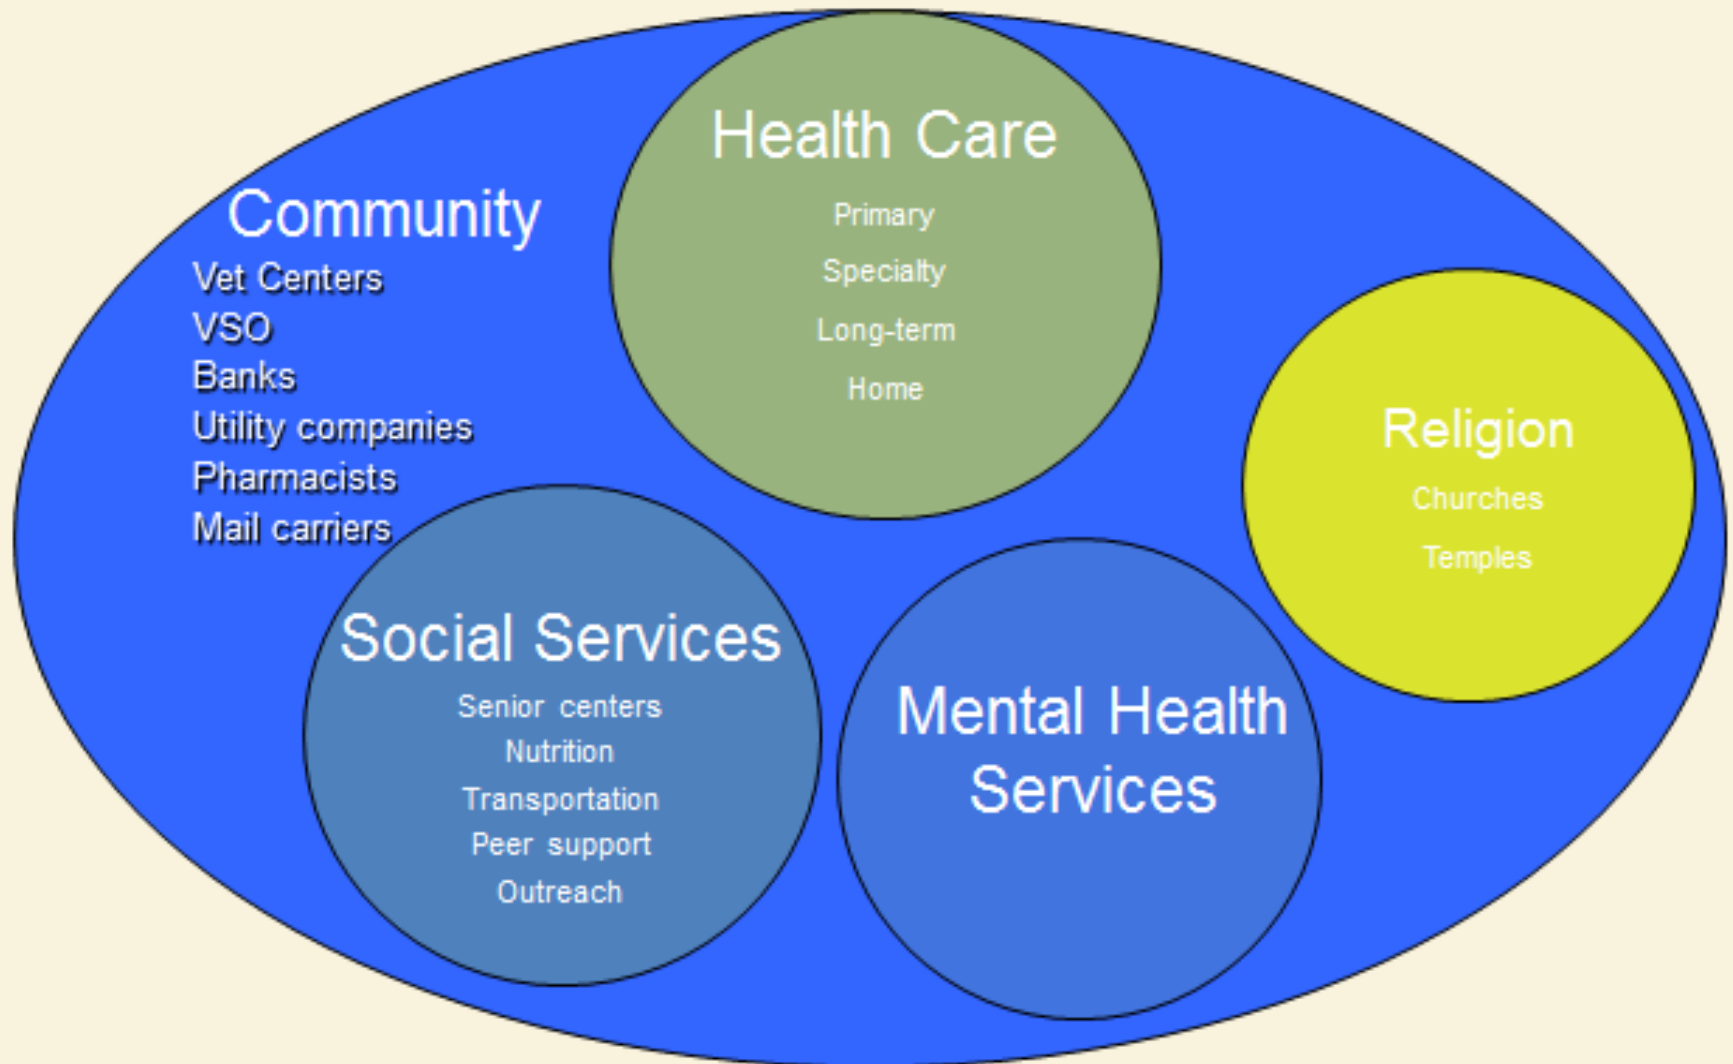 Community
Vet Centers
VSO
Banks
Utility companies
Pharmacists
Mail carriers
Health Care
Primary
Specialty
Long-term
Home
Religion
Churches
Temples
Social Services
Senior centers
Nutrition
Transportation
Peer support
Outreach
Mental Health
Services